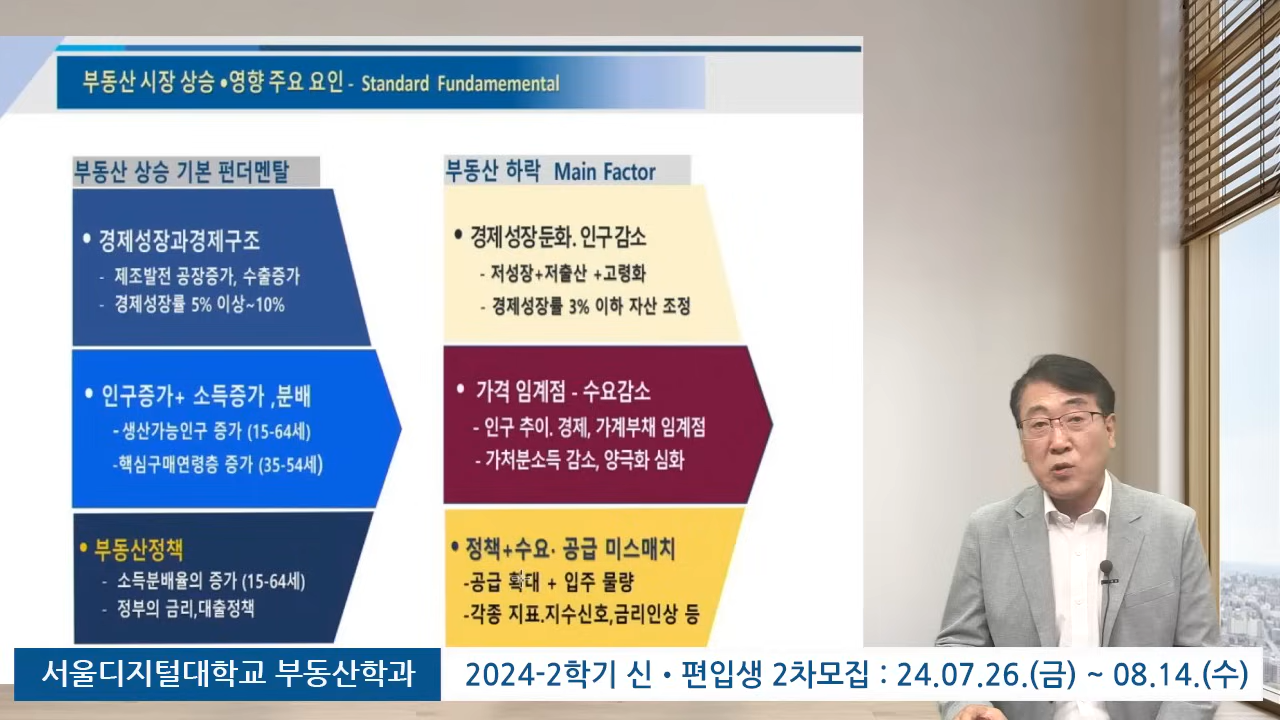 부동산 시장 상승 •영향 주요 요인 - Standard Fundamemental
부동산 상승 기본 펀더멘탈
• 경제성장과경제구조
- 제조발전 공장증가, 수출증가
- 경제성장률 5% 이상~10%
• 인구증가+ 소득증가 ,분배
-생산가능인구 증가 (15-64세)
-핵심구매연령층 증가 (35-54세)
• 부동산정책
- 소득분배율의 증가 (15-64세)
- 정부의 금리,대출정책
부동산 하락 Main Factor
• 경제성장둔화. 인구감소
- 저성장+저출산 +고령화
- 경제성장률 3% 이하 자산 조정
• 가격 임계점 - 수요감소
- 인구 추이. 경제, 가계부채 임계점
- 가처분소득 감소, 양극화 심화
• 정책+수요· 공급 미스매치
-공급 확대 + 입주 물량
-각종 지표.지수신호,금리인상 등
서울디지털대학교 부동산학과
2024-2학기 신 • 편입생 2차모집 : 24.07.26.(금) ~ 08.14.(수)